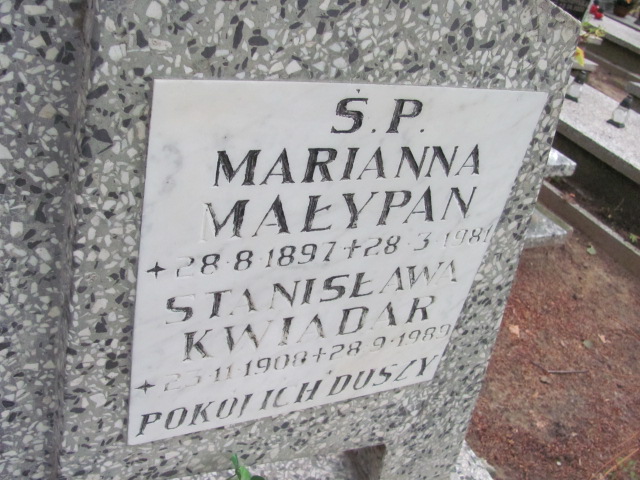 Ś.P.
MARIANNA
MAŁYPAN
+28·8·1897+28·3·1981
STANISŁAWA
KWIADAR
+23·11·1908+28·9·1989
POKÓJ ICH DUSZY